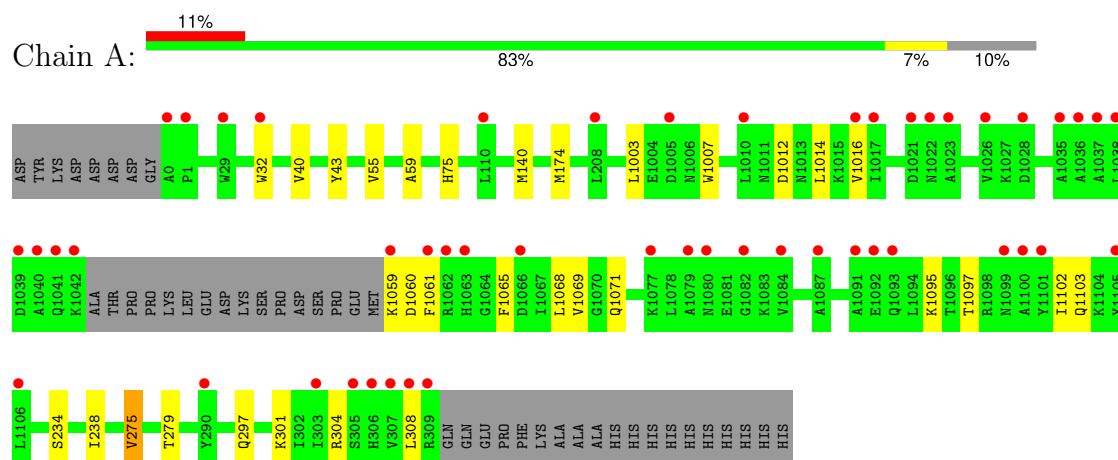 11%
Chain A:
83% 7% 10%
ASP TYR LYS ASP ASP ASP ASP GLY A0 P1 W29 W32 V40 Y43 V55 A59 H75 L110 M140 M174 L208 L1003 E1004 D1005 N1006 W1007 L1010 N1011 D1012 N1013 L1014 K1015 V1016 I1017 D1021 N1022 A1023 V1026 K1027 D1028 A1035 A1036 A1037 L1038
D1039 A1040 Q1041 K1042 ALA THR PRO PRO LYS LEU GLU ASP LYS SER PRO ASP SER PRO GLU MET K1059 D1060 F1061 R1062 H1063 G1064 F1065 D1066 I1067 L1068 V1069 G1070 Q1071 K1077 L1078 A1079 N1080 E1081 G1082 K1083 V1084 A1087 A1091 E1092 Q1093 L1094 K1095 T1096 T1097 R1098 N1099 A1100 Y1101 I1102 Q1103 K1104 Y1105
L1106 S234 I238 V275 T279 Y290 Q297 K301 I302 I303 R304 S305 H306 V307 L308 R309 GLN GLN GLU PRO PHE LYS ALA ALA ALA HIS HIS HIS HIS HIS HIS HIS HIS HIS HIS